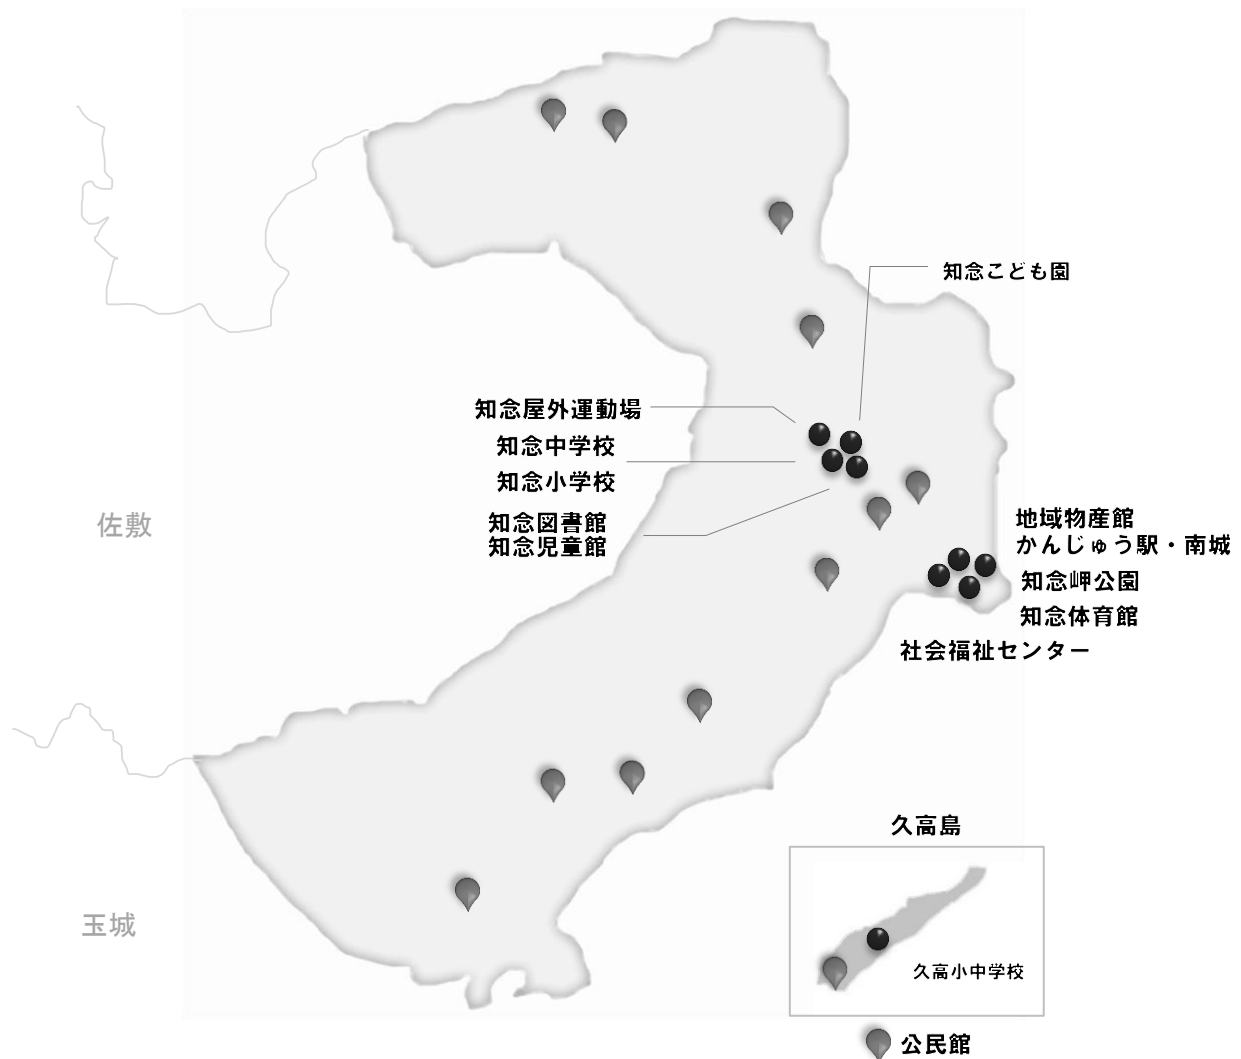 知念こども園
知念屋外運動場
知念中学校
知念小学校
知念図書館
知念児童館
佐敷
地域物産館
がんじゅう駅・南城
知念岬公園
知念体育館
社会福祉センター
久高島
玉城
久高小中学校
公民館